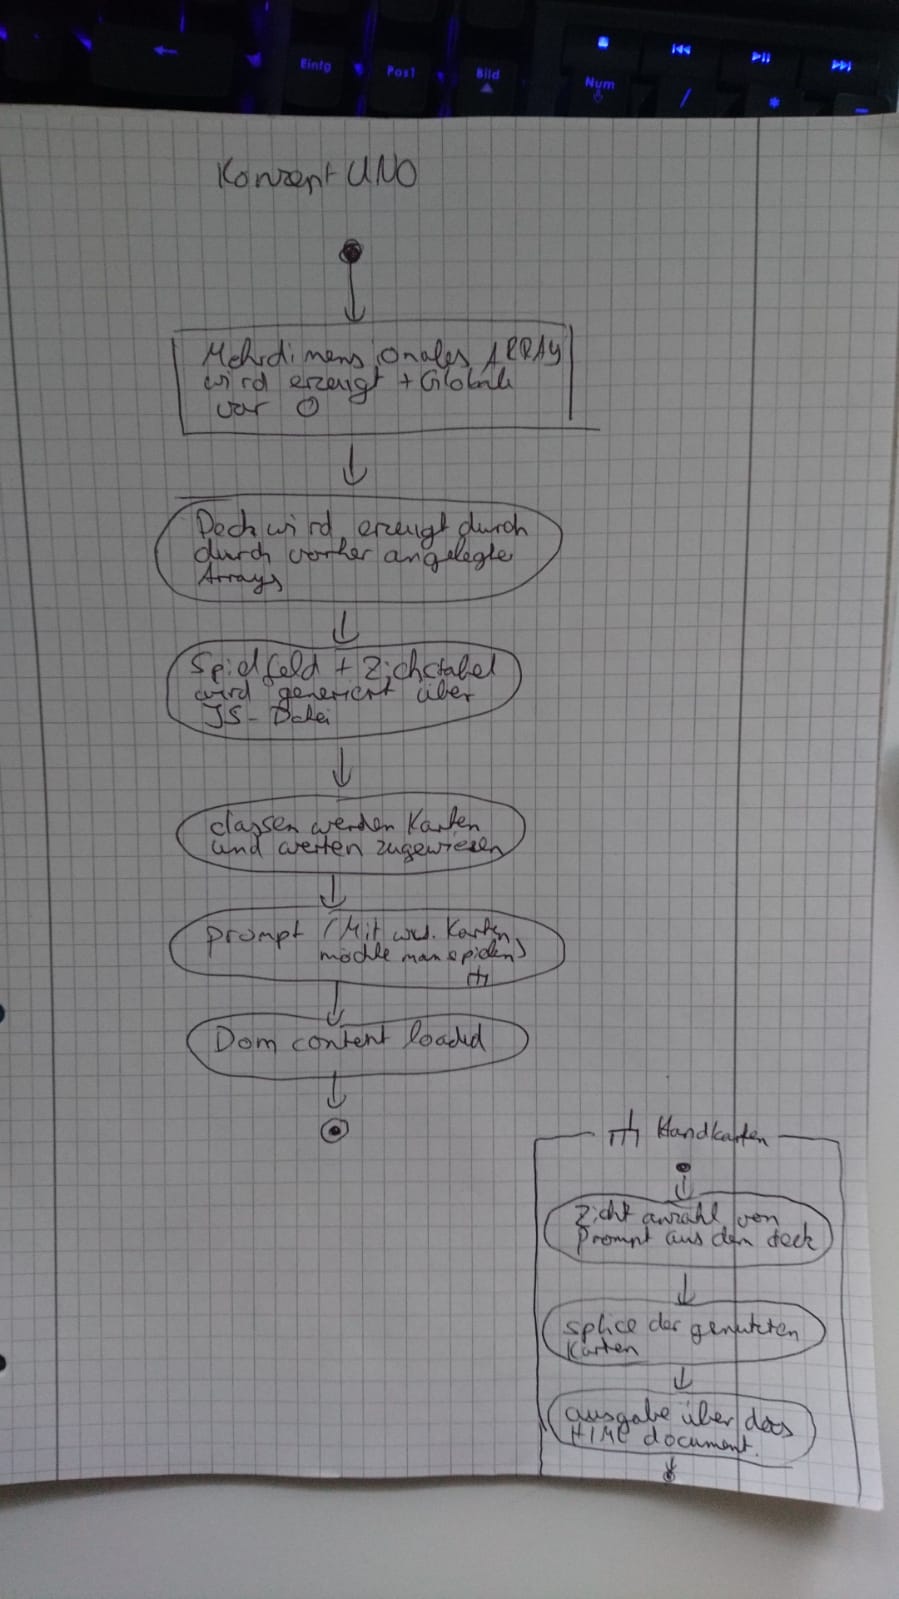 Einfg
Pos1
Bild
Num
/
*
-
Konzept UNO
Mehrdimensionales ARRAY
wird erzeugt + Globale
var 0
Deck wird erzeugt durch
durch vorher angelegte
Arrays
Spielfeld + Ziehstabel
wird generiert über
JS-Datei
classen werden Karten
und werten zugewiesen
prompt (Mit wv. Karten
möchte man spielen)
Dom content loaded
Handkarten
Zieht anzahl von
Prompt aus dem deck
splice der genutzten
Karten
ausgabe über das
HTML document.